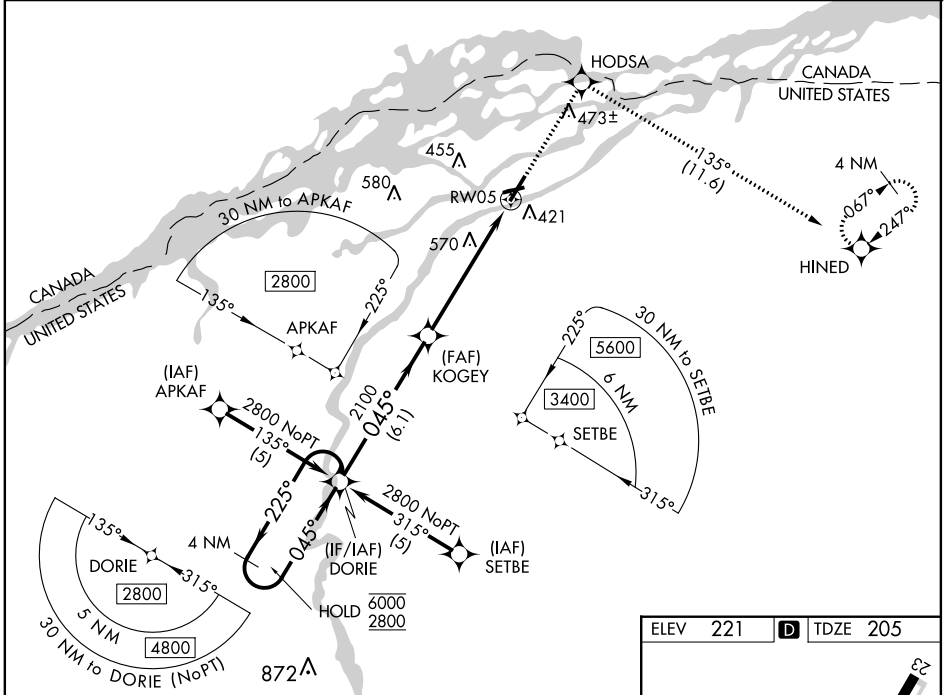 HODSA
CANADA
UNITED STATES
473±
135°
(11.6)
4 NM
067°
247°
HINED
455
580
RW05
421
570
30 NM to APKAF
2800
135°
225°
APKAF
CANADA
UNITED STATES
(FAF)
KOGEY
(IAF)
APKAF
2800 NoPT
135°
(5)
2100
045°
(6.1)
225°
30 NM to SETBE
5600
6 NM
3400
SETBE
315°
225°
045°
4 NM
(IF/IAF)
DORIE
2800 NoPT
315°
(5)
(IAF)
SETBE
HOLD
6000
2800
135°
DORIE
315°
2800
5 NM
4800
30 NM to DORIE (NoPT)
872
ELEV 221 D TDZE 205
23